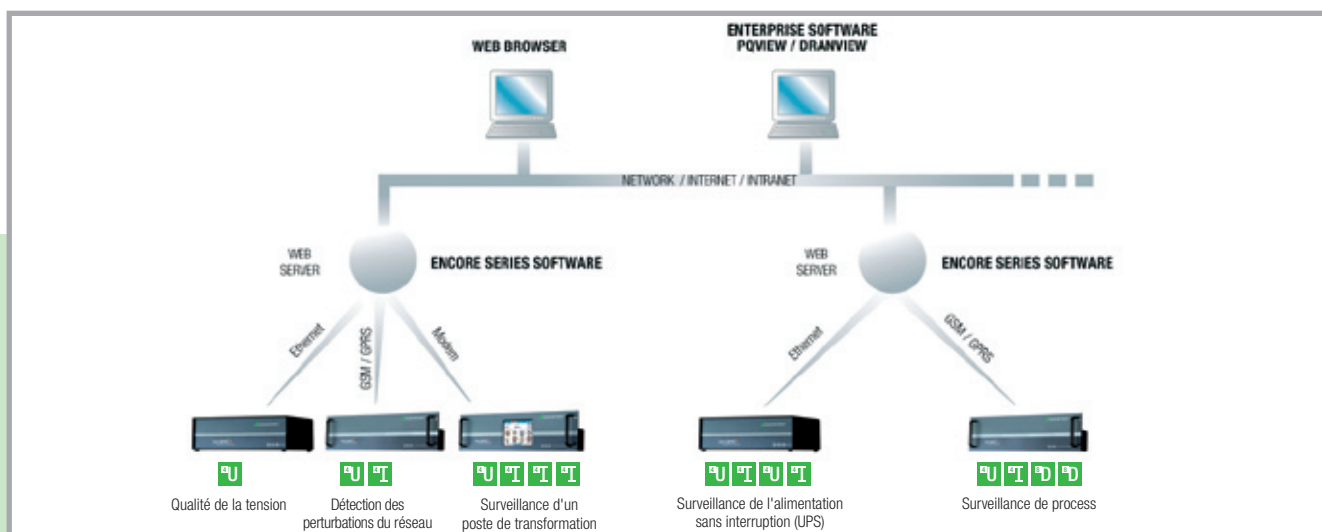 WEB BROWSER
ENTERPRISE SOFTWARE
PQVIEW / DRANVIEW
NETWORK / INTERNET / INTRANET
WEB
SERVER
ENCORE SERIES SOFTWARE
WEB
SERVER
ENCORE SERIES SOFTWARE
Ethernet
GSM / GPRS
Modem
Ethernet
GSM / GPRS
U
U I
U I I I
U I U I
U I D D
Qualité de la tension
Détection des
perturbations du réseau
Surveillance d'un
poste de transformation
Surveillance de l'alimentation
sans interruption (UPS)
Surveillance de process